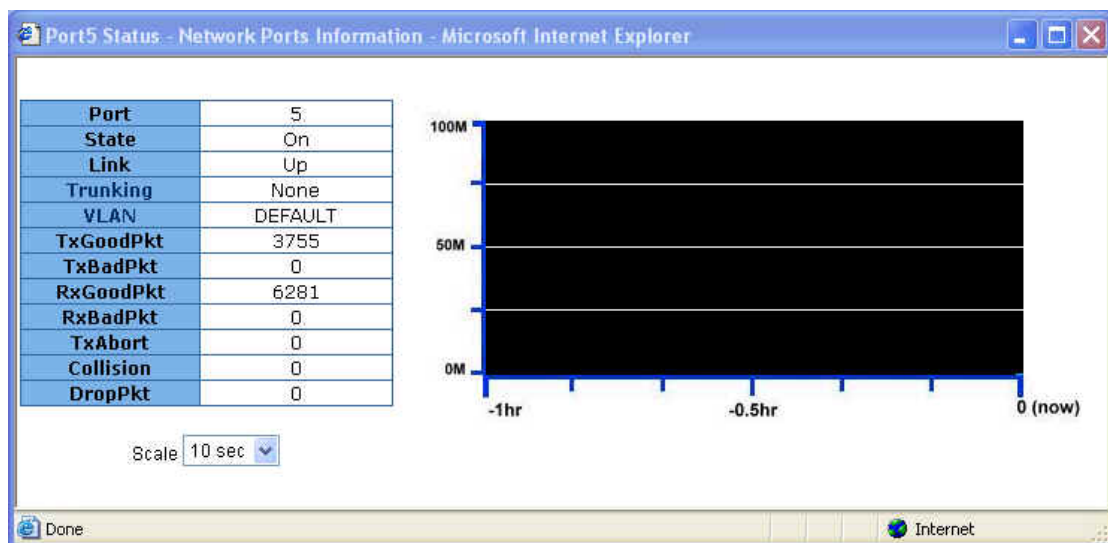 Port5 Status - Network Ports Information - Microsoft Internet Explorer
Port 5
State On
Link Up
Trunking None
VLAN DEFAULT
TxGoodPkt 3755
TxBadPkt 0
RxGoodPkt 6281
RxBadPkt 0
TxAbort 0
Collision 0
DropPkt 0
Scale 10 sec
100M
50M
0M
-1hr -0.5hr 0 (now)
Done Internet